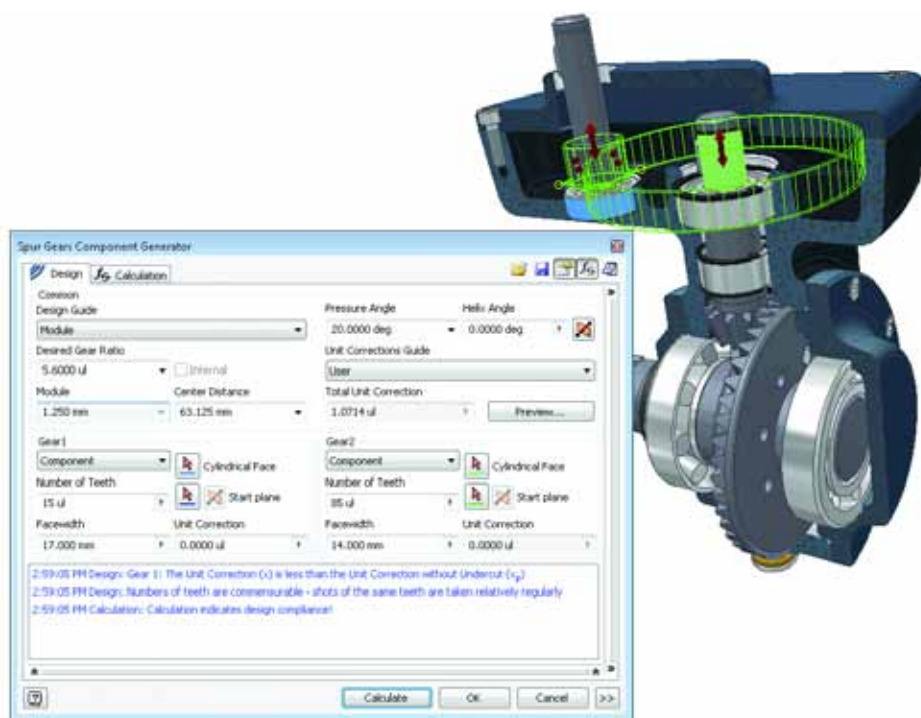 Spur Gears Component Generator
Design Calculation
Common
Design Guide Pressure Angle Helix Angle
Module 20.0000 deg 0.0000 deg
Desired Gear Ratio Unit Corrections Guide
5.6000 ul Internal User
Module Center Distance Total Unit Correction
1.250 mm 63.125 mm 1.0714 ul Preview...
Gear1 Gear2
Component Cylindrical Face Component Cylindrical Face
Number of Teeth Start plane Number of Teeth Start plane
15 ul 85 ul
Facewidth Unit Correction Facewidth Unit Correction
17.000 mm 0.0000 ul 14.000 mm 0.0000 ul
2:59:05 PM Design: Gear 1: The Unit Correction (x) is less than the Unit Correction without Undercut (xp)
2:59:05 PM Design: Numbers of teeth are commensurable - shots of the same teeth are taken relatively regularly
2:59:05 PM Calculation: Calculation indicates design compliance!
Calculate OK Cancel >>